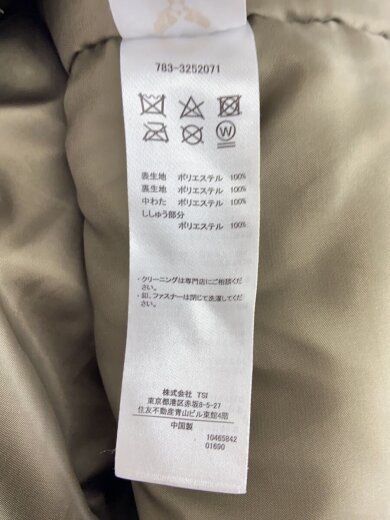 783-3252071
W
表生地 ポリエステル 100%
裏生地 ポリエステル 100%
中わた ポリエステル 100%
ししゅう部分
ポリエステル 100%
・クリーニングは専門店にご相談くだ
さい。
・釦、ファスナーは閉じて洗濯してくだ
さい。
株式会社 TSI
東京都港区赤坂8-5-27
住友不動産青山ビル東館4階
中国製
10465842
01690